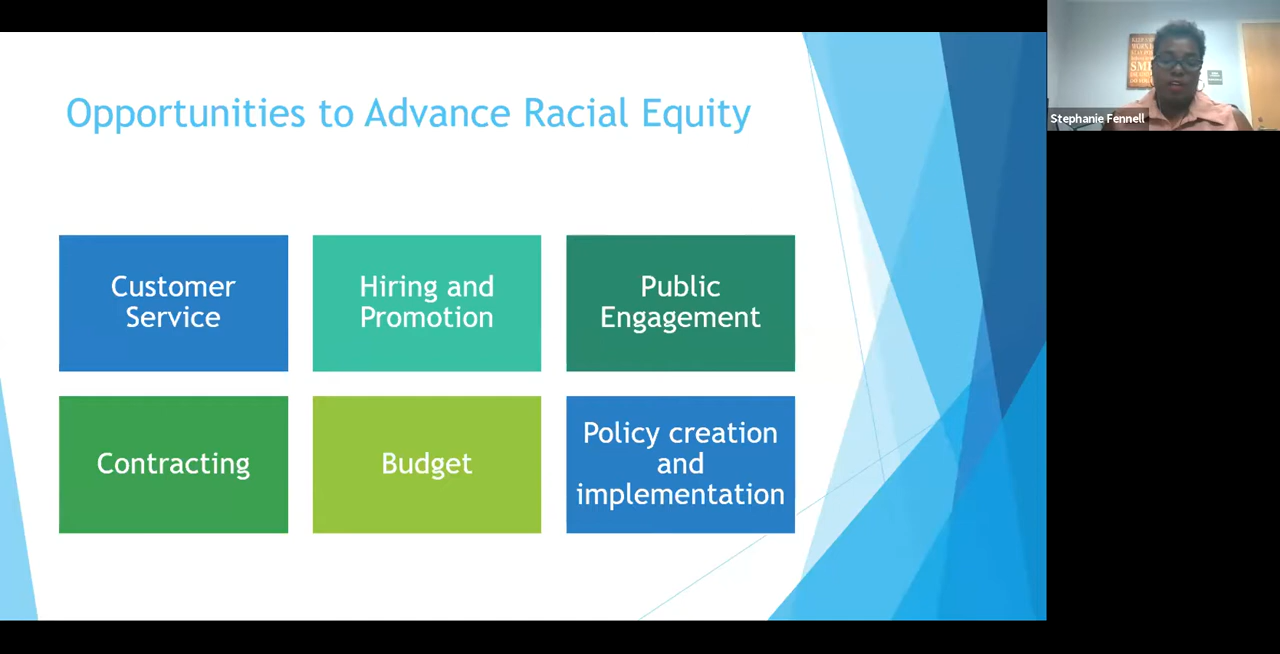 Opportunities to Advance Racial Equity
Customer
Service
Hiring and
Promotion
Public
Engagement
Contracting
Budget
Policy creation
and
implementation
Stephanie Fennell